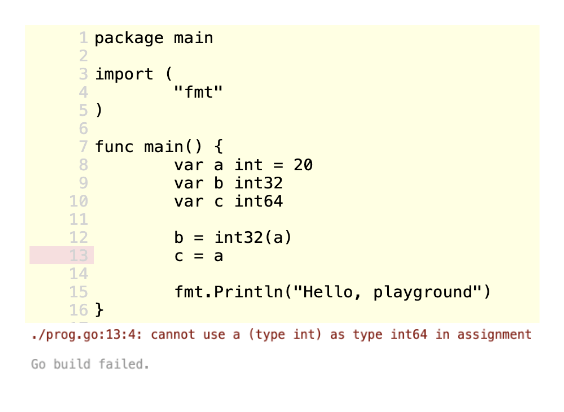 1 package main
2
3 import (
4         "fmt"
5 )
6
7 func main() {
8         var a int = 20
9         var b int32
10         var c int64
11
12         b = int32(a)
13         c = a
14
15         fmt.Println("Hello, playground")
16 }
./prog.go:13:4: cannot use a (type int) as type int64 in assignment
Go build failed.